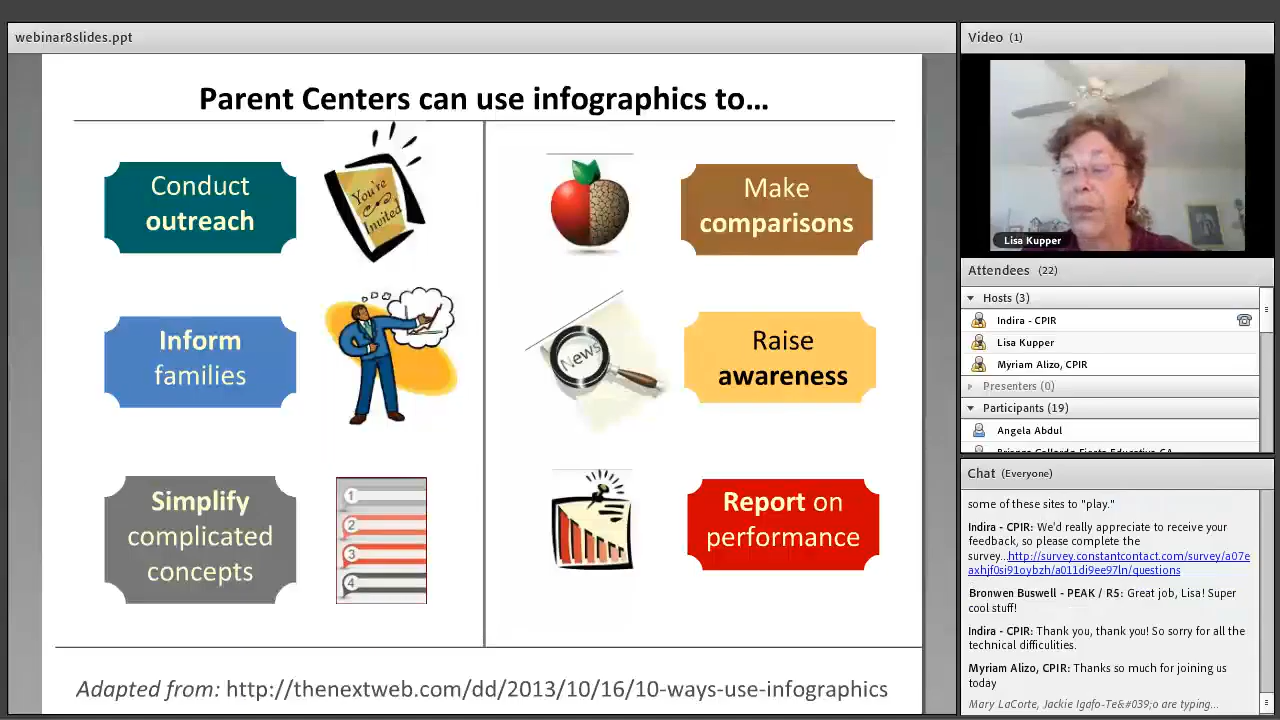 webinar8slides.ppt
Parent Centers can use infographics to…
Conduct
outreach
You're
Invited
Make
comparisons
Inform
families
News
Raise
awareness
Simplify
complicated
concepts
1
2
3
4
Report on
performance
Adapted from: http://thenextweb.com/dd/2013/10/16/10-ways-use-infographics
Video (1)
Lisa Kupper
Attendees (22)
Hosts (3)
Indira - CPIR
Lisa Kupper
Myriam Alizo, CPIR
Presenters (0)
Participants (19)
Angela Abdul
Chat (Everyone)
some of these sites to "play."
Indira - CPIR: We'd really appreciate to receive your
feedback, so please complete the
survey...http://survey.constantcontact.com/survey/a07e
axhjf0si91oybzh/a011di9ee97ln/questions
Bronwen Buswell - PEAK / R5: Great job, Lisa! Super
cool stuff!
Indira - CPIR: Thank you, thank you! So sorry for all the
technical difficulities.
Myriam Alizo, CPIR: Thanks so much for joining us
today
Mary LaCorte, Jackie Igafo-Te&#039;o are typing...